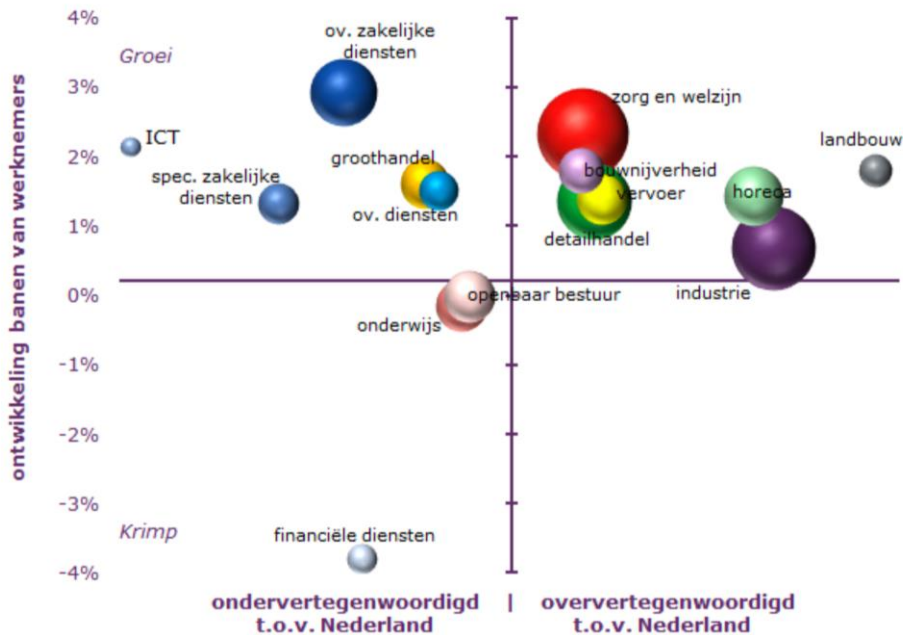 4%
ov. zakelijke
diensten
Groei
3%
zorg en welzijn
ICT
landbouw
2%
groothandel
bouwnijverheid
spec. zakelijke
diensten
vervoer
horeca
ov. diensten
1%
detailhandel
0%
openbaar bestuur
industrie
onderwijs
-1%
-2%
-3%
Krimp
financiële diensten
-4%
ontwikkeling banen van werknemers
ondervertegenwoordigd | oververtegenwoordigd
t.o.v. Nederland t.o.v. Nederland